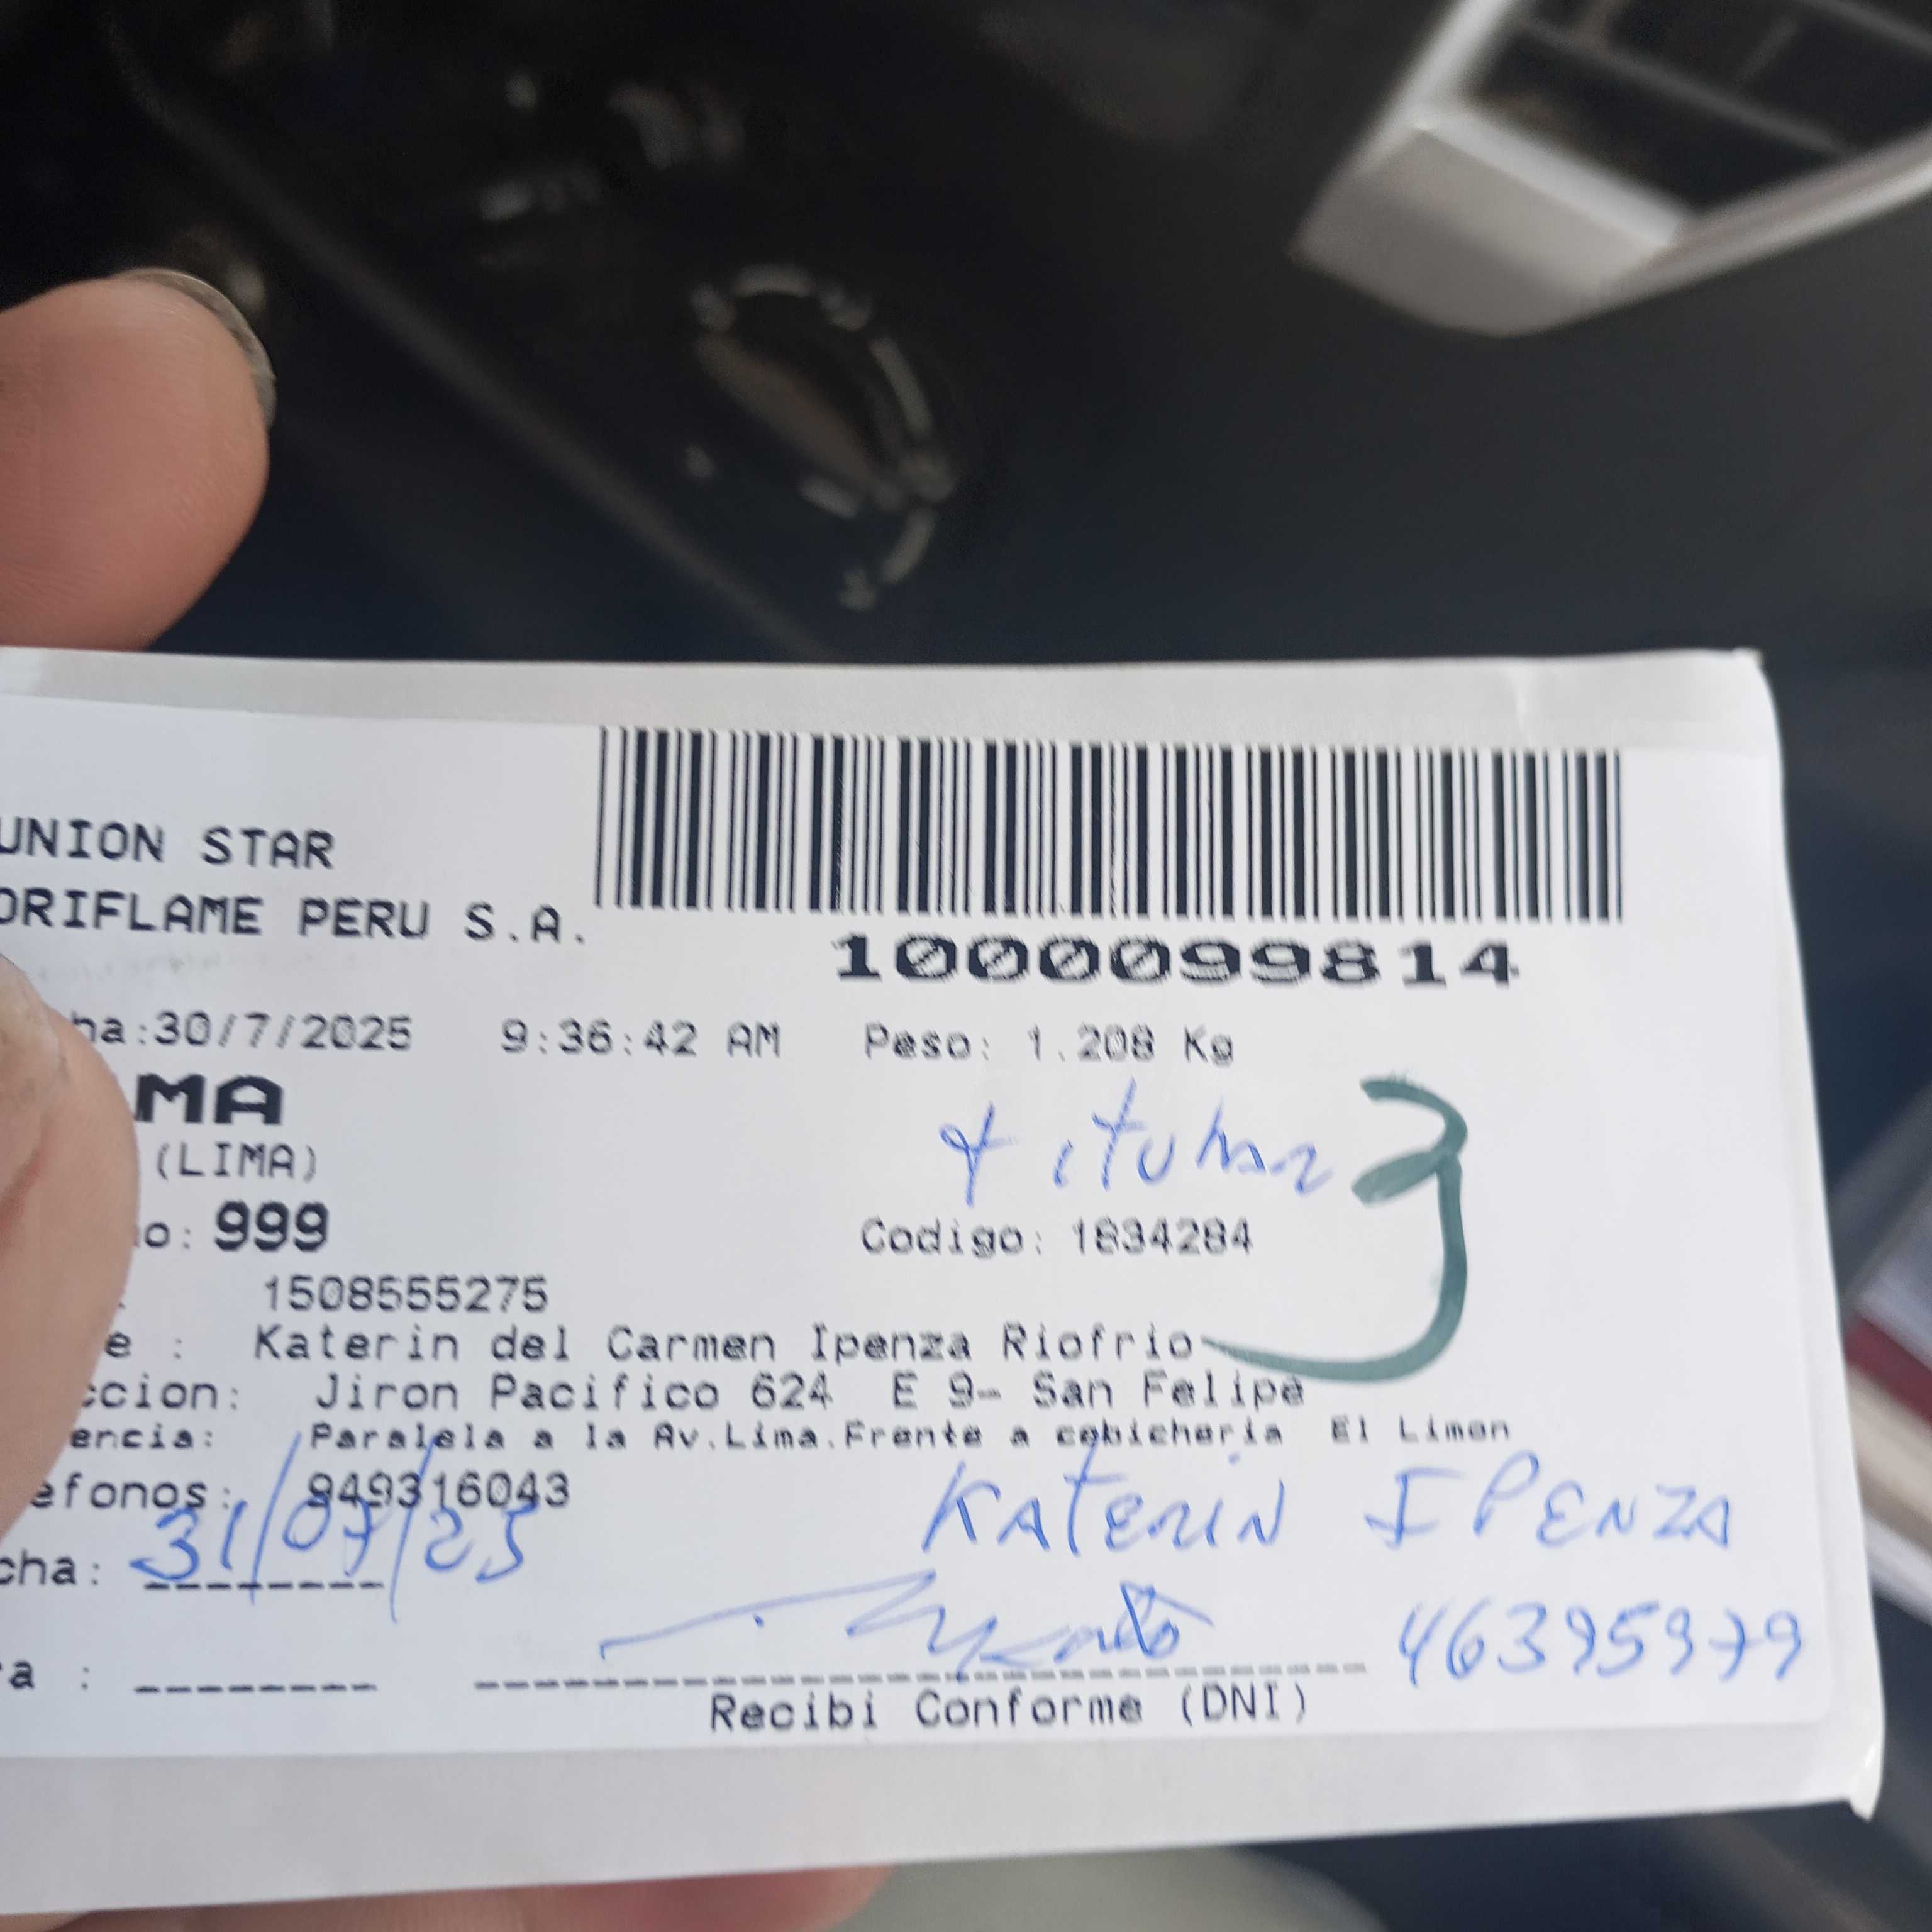 UNION STAR
ORIFLAME PERU S.A.
1000099814
ha:30/7/2025 9:36:42 AM Peso: 1.208 Kg
MA
(LIMA)
titular 3
o: 999 Codigo: 1834284
1508555275
e : Katerin del Carmen Ipenza Riofrio
ccion: Jiron Pacifico 624 E 9- San Felipe
encia: Paralela a la Av.Lima.Frente a cebicheria El Limon
efonos: 949316043
KATERIN IPENZA
cha: 31/07/25
46395979
a :
Recibi Conforme (DNI)